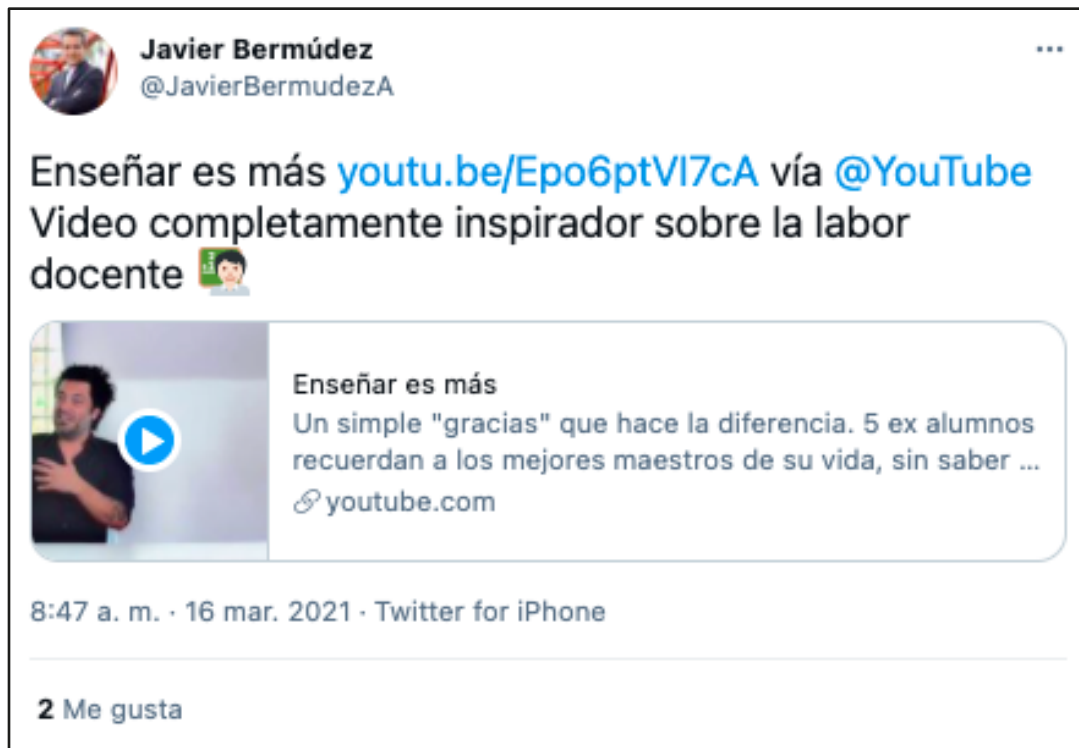 Javier Bermúdez
@JavierBermudezA
Enseñar es más youtu.be/Epo6ptVl7cA vía @YouTube
Video completamente inspirador sobre la labor
docente
Enseñar es más
Un simple "gracias" que hace la diferencia. 5 ex alumnos
recuerdan a los mejores maestros de su vida, sin saber ...
youtube.com
8:47 a. m. · 16 mar. 2021 · Twitter for iPhone
2 Me gusta